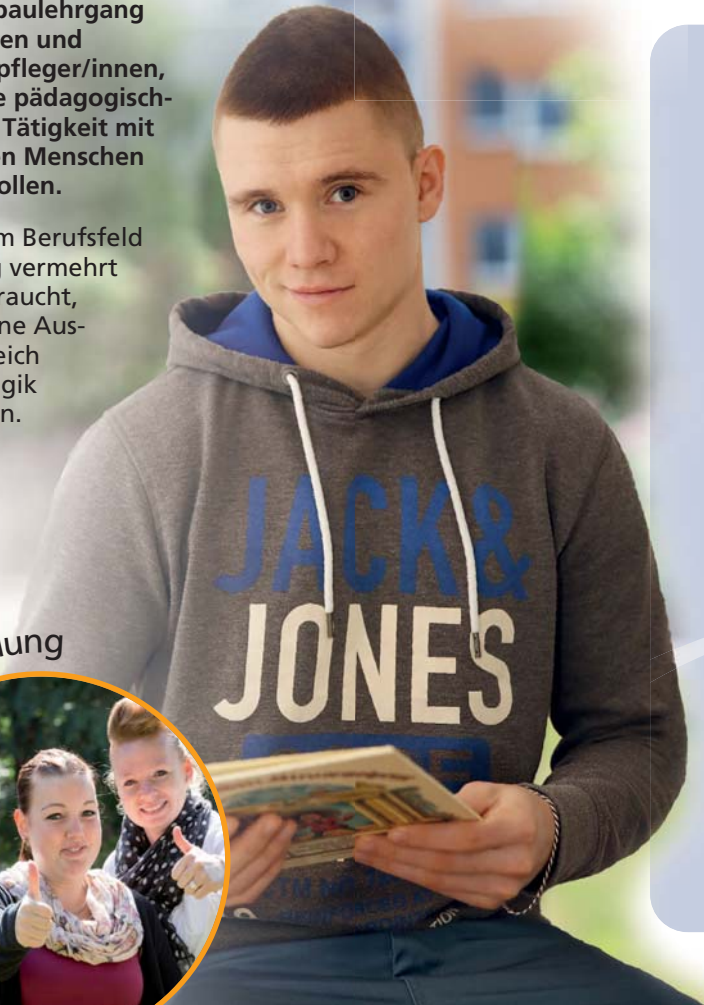 baulehrgang
en und
pfleger/innen,
e pädagogisch-
Tätigkeit mit
en Menschen
ollen.
m Berufsfeld
g vermehrt
raucht,
ne Aus-
eich
gik
n.
ung
JACK&
JONES